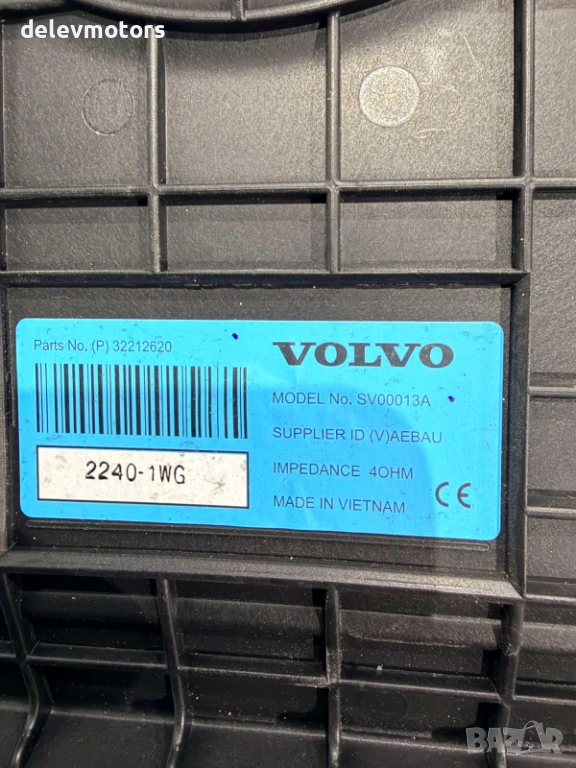 delevmotors
Parts No. (P) 32212620
VOLVO
MODEL No. SV00013A
SUPPLIER ID (V)AEBAU
2240-1WG
IMPEDANCE 4OHM
MADE IN VIETNAM
CE
BAZAR